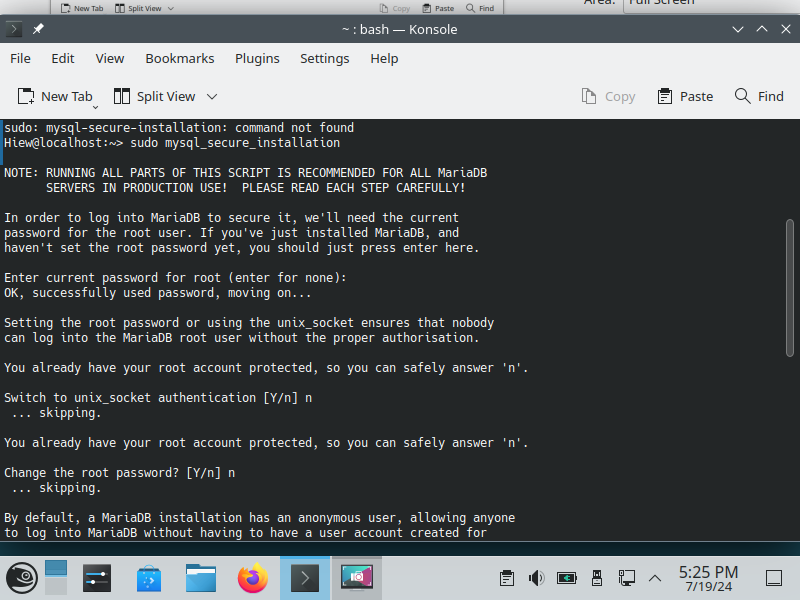 New Tab Split View Copy Paste Find Area: Full Screen
~ : bash — Konsole
File Edit View Bookmarks Plugins Settings Help
New Tab Split View Copy Paste Find
sudo: mysql-secure-installation: command not found
Hiew@localhost:~> sudo mysql_secure_installation
NOTE: RUNNING ALL PARTS OF THIS SCRIPT IS RECOMMENDED FOR ALL MariaDB
SERVERS IN PRODUCTION USE!  PLEASE READ EACH STEP CAREFULLY!
In order to log into MariaDB to secure it, we'll need the current
password for the root user. If you've just installed MariaDB, and
haven't set the root password yet, you should just press enter here.
Enter current password for root (enter for none):
OK, successfully used password, moving on...
Setting the root password or using the unix_socket ensures that nobody
can log into the MariaDB root user without the proper authorisation.
You already have your root account protected, so you can safely answer 'n'.
Switch to unix_socket authentication [Y/n] n
... skipping.
You already have your root account protected, so you can safely answer 'n'.
Change the root password? [Y/n] n
... skipping.
By default, a MariaDB installation has an anonymous user, allowing anyone
to log into MariaDB without having to have a user account created for
5:25 PM
7/19/24